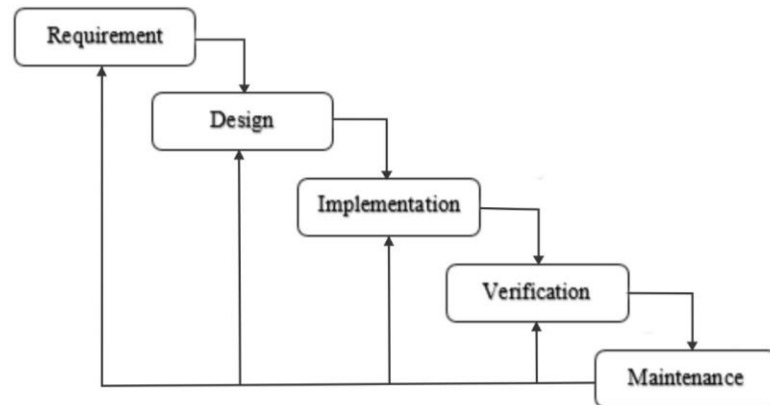 Requirement
Design
Implementation
Verification
Maintenance